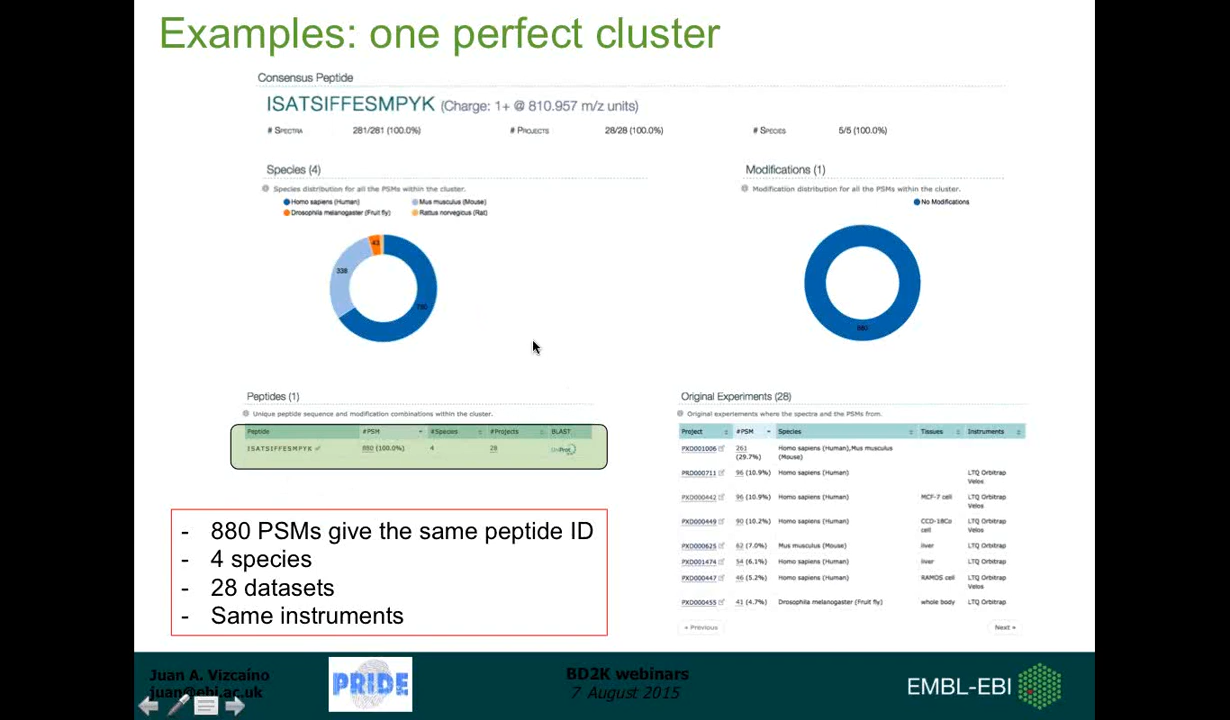 Examples: one perfect cluster
Consensus Peptide
ISATSIFFESMPYK (Charge: 1+ @ 810.957 m/z units)
# SPECTRA 281/281 (100.0%) # PROJECTS 28/28 (100.0%) # SPECIES 5/5 (100.0%)
Species (4)
Species distribution for all the PSMs within the cluster.
Homo sapiens (Human) Mus musculus (Mouse)
Drosophila melanogaster (Fruit fly) Rattus norvegicus (Rat)
43
338
Modifications (1)
Modification distribution for all the PSMs within the cluster.
No Modifications
880
Peptides (1)
Unique peptide sequence and modification combinations within the cluster.
Peptide #PSM #Species #Projects BLAST
ISATSIFFESMPYK 880 (100.0%) 4 28 UniProt
- 880 PSMs give the same peptide ID
- 4 species
- 28 datasets
- Same instruments
Original Experiments (28)
Original experiements where the spectra and the PSMs from.
Project #PSM Species Tissues Instruments
PXD001006 261 Homo sapiens (Human),Mus musculus
(29.7%) (Mouse)
PRD000711 96 (10.9%) Homo sapiens (Human) LTQ Orbitrap
Velos
PXD000442 96 (10.9%) Homo sapiens (Human) MCF-7 cell LTQ Orbitrap
Velos
PXD000449 90 (10.2%) Homo sapiens (Human) CCD-18Co LTQ Orbitrap
cell Velos
PXD000625 62 (7.0%) Mus musculus (Mouse) liver LTQ Orbitrap
PXD001474 54 (6.1%) Homo sapiens (Human) liver LTQ Orbitrap
PXD000447 46 (5.2%) Homo sapiens (Human) RAMOS cell LTQ Orbitrap
Velos
PXD000455 41 (4.7%) Drosophila melanogaster (Fruit fly) whole body LTQ Orbitrap
« Previous Next »
Juan A. Vizcaíno
juan@ebi.ac.uk
PRIDE
BD2K webinars
7 August 2015
EMBL-EBI